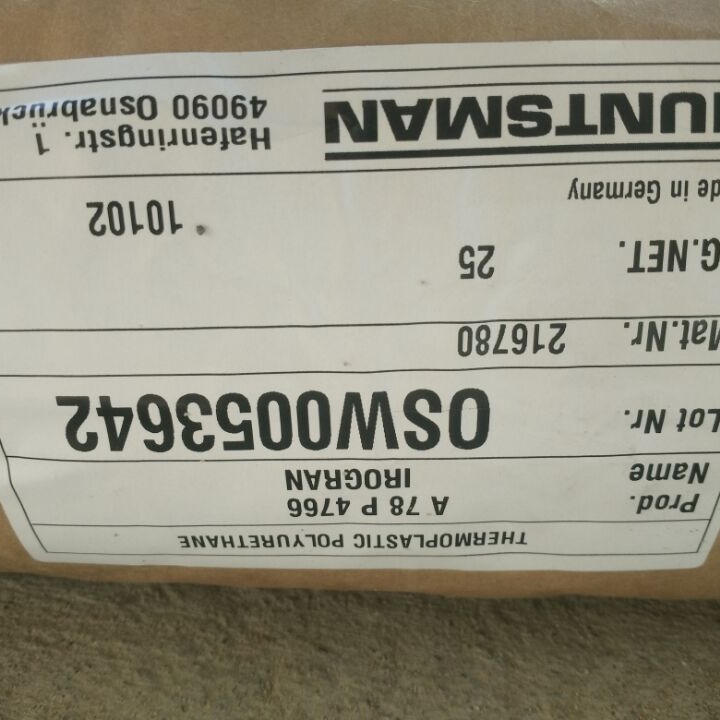 THERMOPLASTIC POLYURETHANE
Prod. A 78 P 4766
Name IROGRAN
Lot Nr. OSW0053642
Mat.Nr. 216780
G.NET. 25
de in Germany 10102
HUNTSMAN
Hafenringstr. 1
49090 Osnabrück